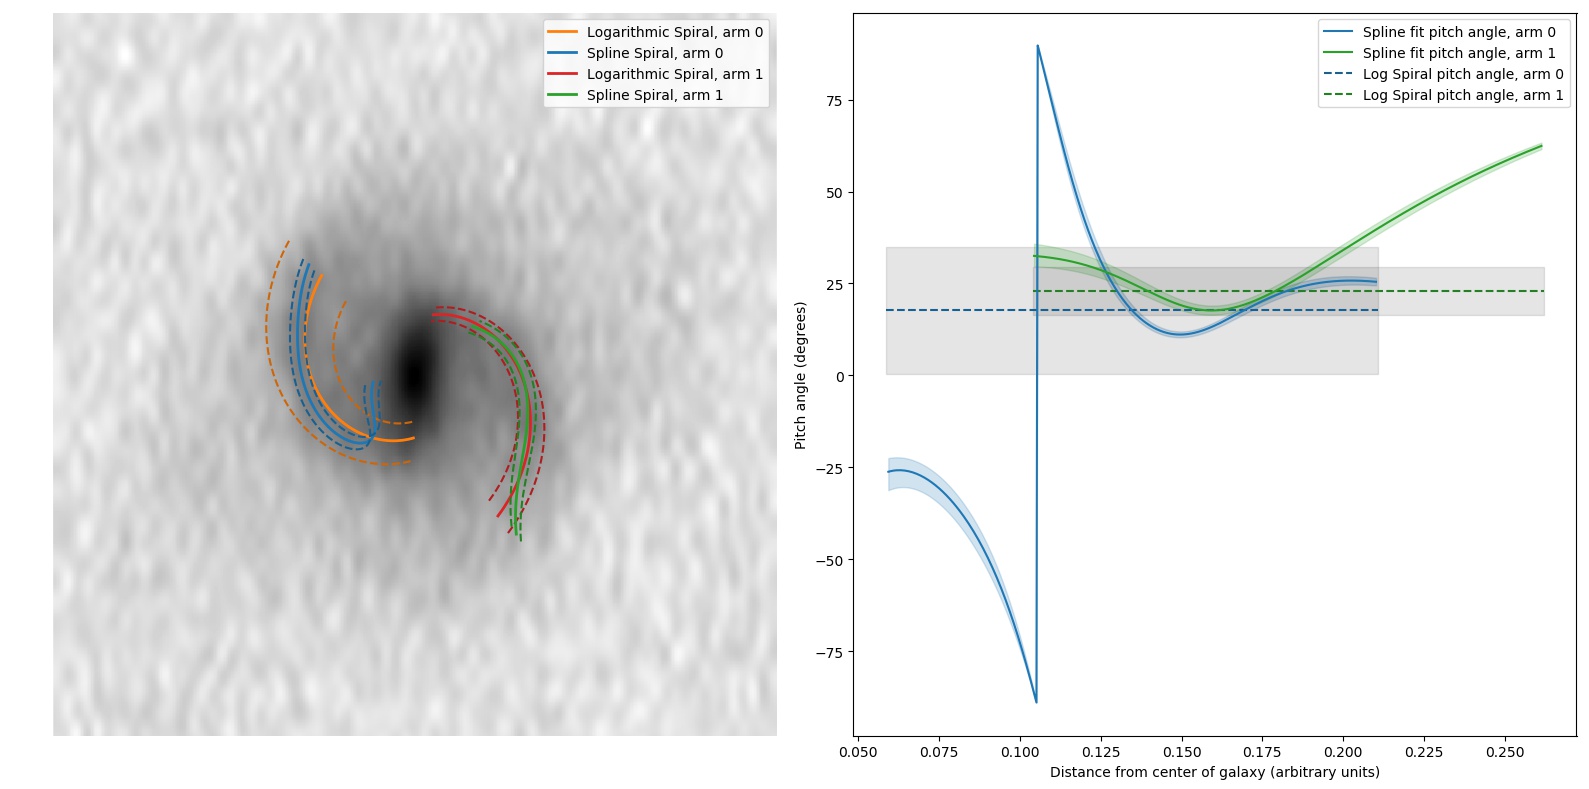 Logarithmic Spiral, arm 0
Spline Spiral, arm 0
Logarithmic Spiral, arm 1
Spline Spiral, arm 1
Spline fit pitch angle, arm 0
Spline fit pitch angle, arm 1
Log Spiral pitch angle, arm 0
Log Spiral pitch angle, arm 1
Pitch angle (degrees)
75
50
25
0
−25
−50
−75
0.050 0.075 0.100 0.125 0.150 0.175 0.200 0.225 0.250
Distance from center of galaxy (arbitrary units)